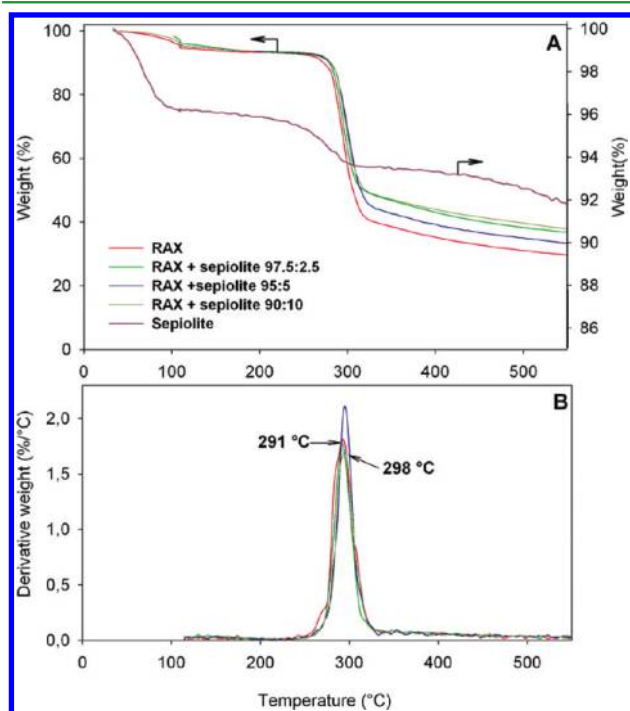 A
Weight (%)
100
80
60
40
20
0
Weight(%)
100
98
96
94
92
90
88
86
RAX
RAX + sepiolite 97.5:2.5
RAX +sepiolite 95:5
RAX + sepiolite 90:10
Sepiolite
0 100 200 300 400 500
B
Derivative weight (%/°C)
2,0
1,5
1,0
0,5
0,0
291 °C
298 °C
0 100 200 300 400 500
Temperature (°C)